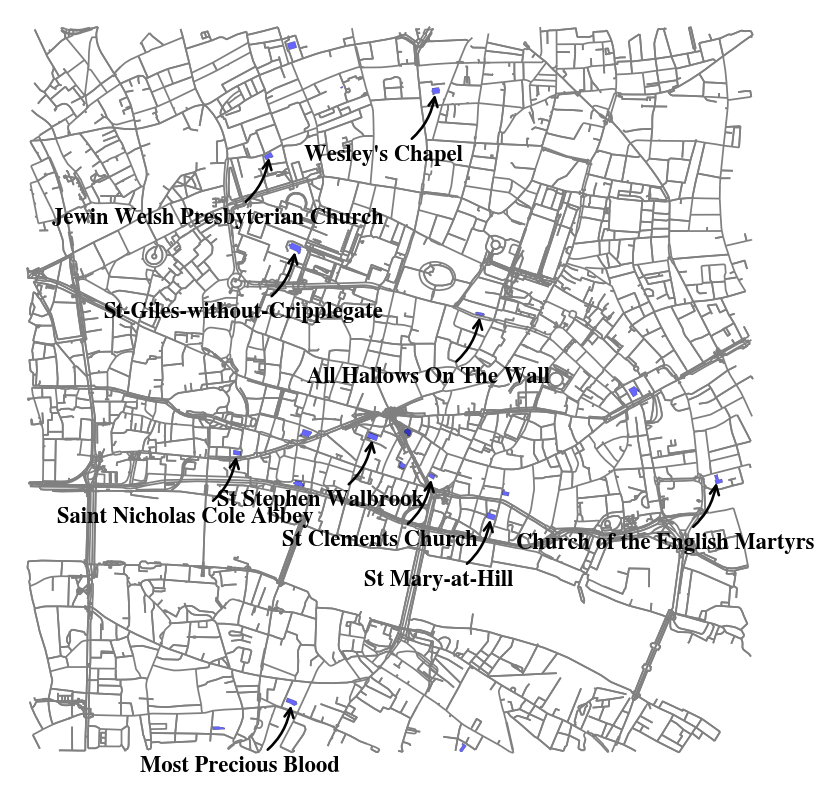 Wesley's Chapel
Jewin Welsh Presbyterian Church
St-Giles-without-Cripplegate
All Hallows On The Wall
St Stephen Walbrook
Saint Nicholas Cole Abbey
St Clements Church
Church of the English Martyrs
St Mary-at-Hill
Most Precious Blood